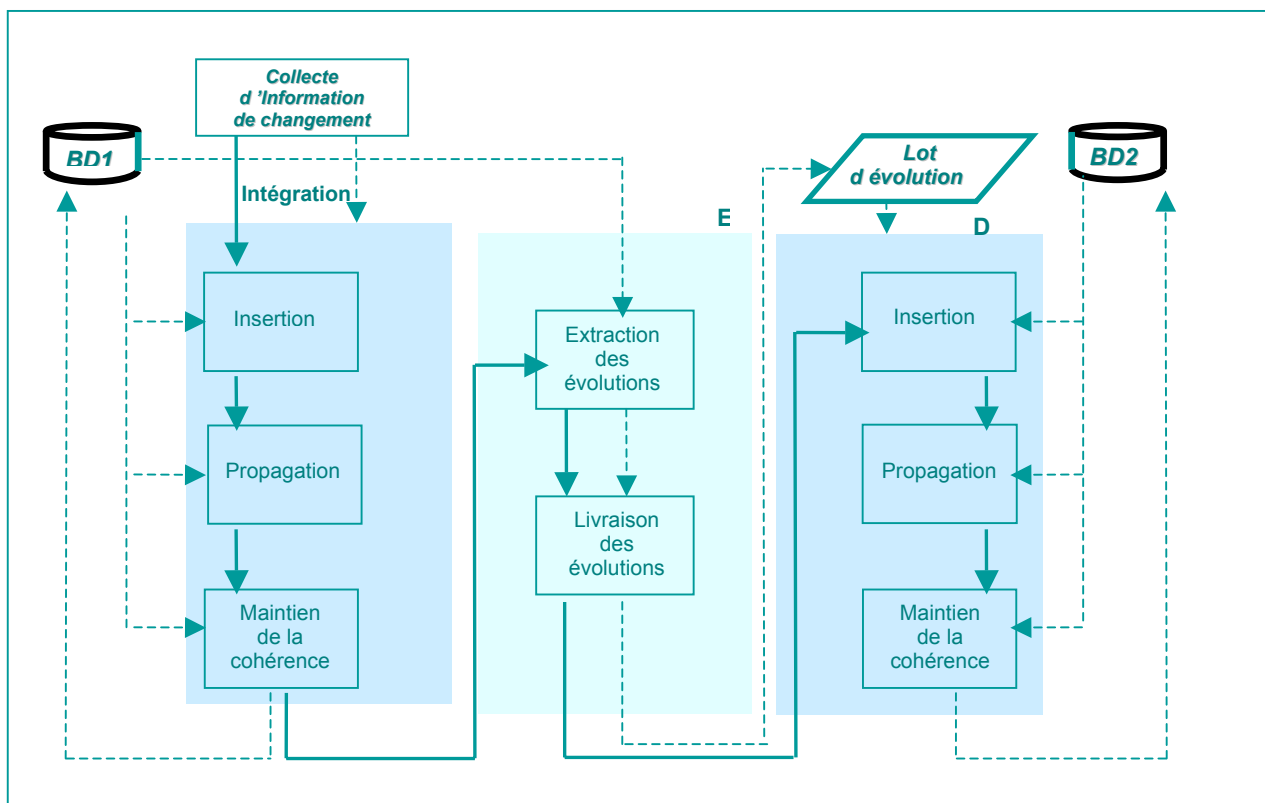 Collecte
d ’Information
de changement
BD1
Lot
d évolution
BD2
Intégration
E
D
Insertion
Propagation
Maintien
de la
cohérence
Extraction
des
évolutions
Livraison
des
évolutions
Insertion
Propagation
Maintien
de la
cohérence